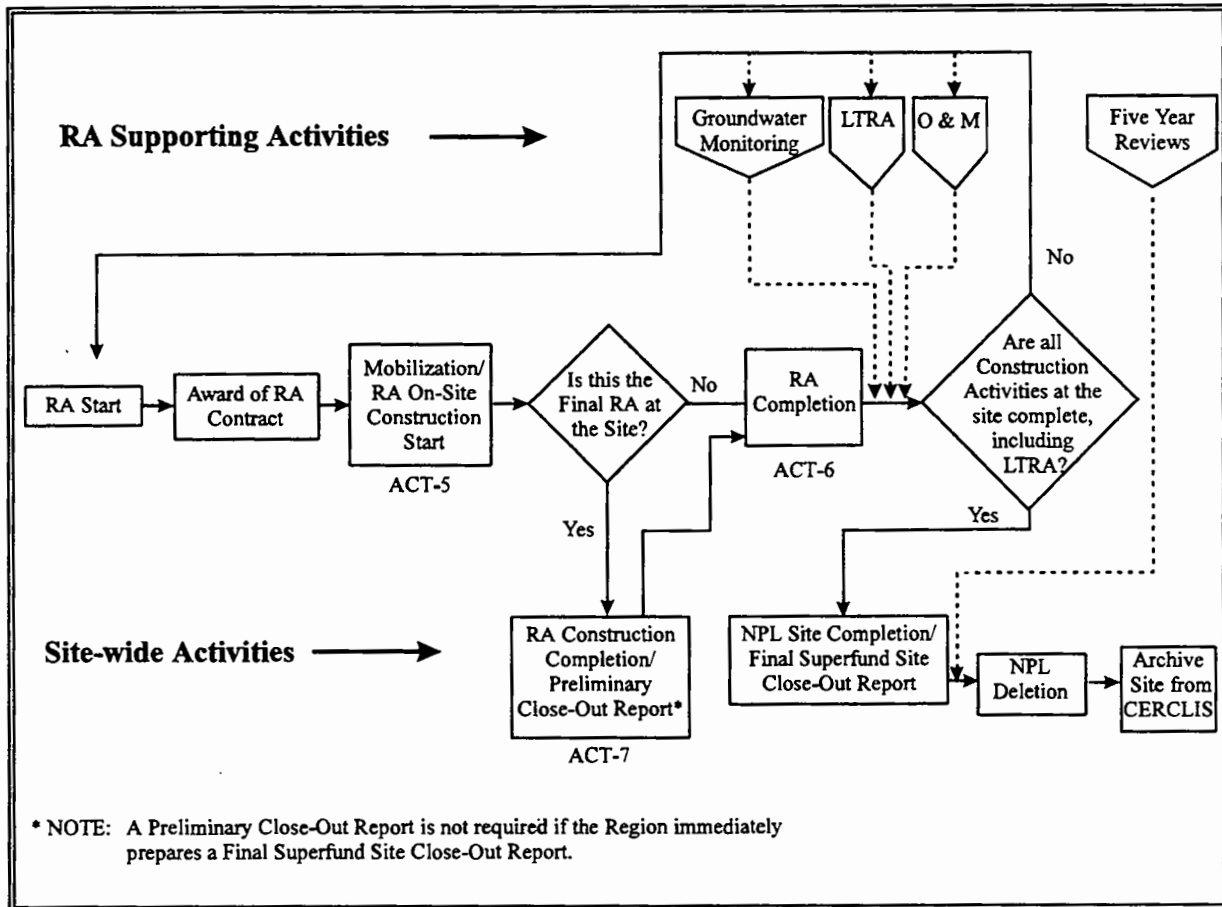 RA Supporting Activities
Groundwater
Monitoring
LTRA
O & M
Five Year
Reviews
No
RA Start
Award of RA
Contract
Mobilization/
RA On-Site
Construction
Start
ACT-5
Is this the
Final RA at
the Site?
No
Yes
RA
Completion
ACT-6
Are all
Construction
Activities at the
site complete,
including
LTRA?
Yes
Site-wide Activities
RA Construction
Completion/
Preliminary
Close-Out Report*
ACT-7
NPL Site Completion/
Final Superfund Site
Close-Out Report
NPL
Deletion
Archive
Site from
CERCLIS
* NOTE: A Preliminary Close-Out Report is not required if the Region immediately
prepares a Final Superfund Site Close-Out Report.